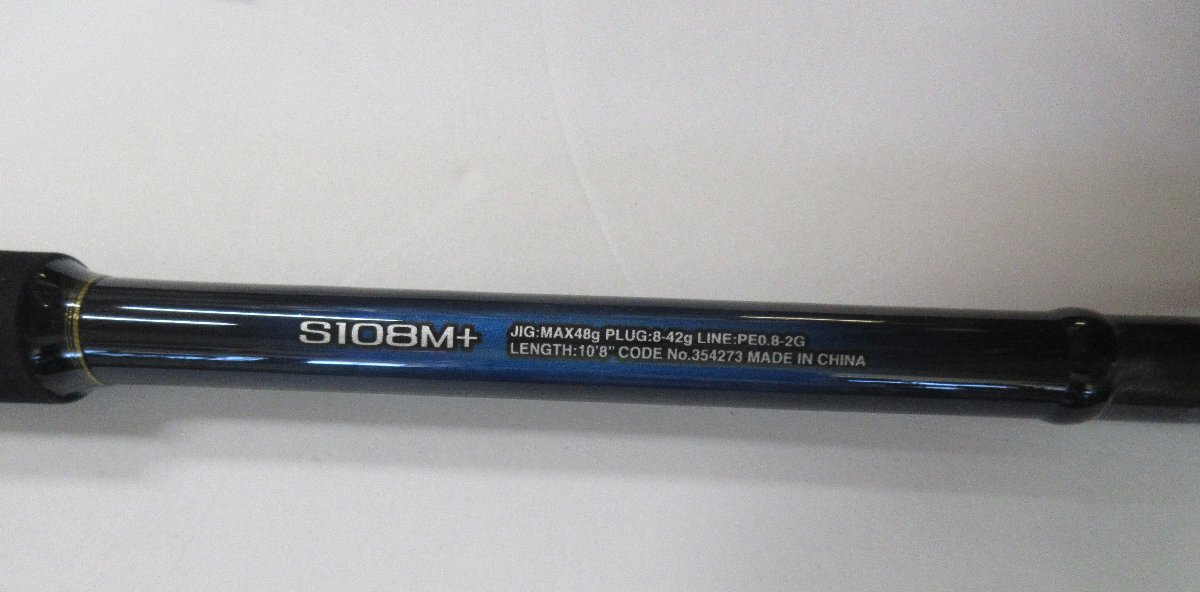 S108M+
JIG:MAX48g PLUG:8-42g LINE:PE0.8-2G
LENGTH:10'8" CODE No.354273 MADE IN CHINA